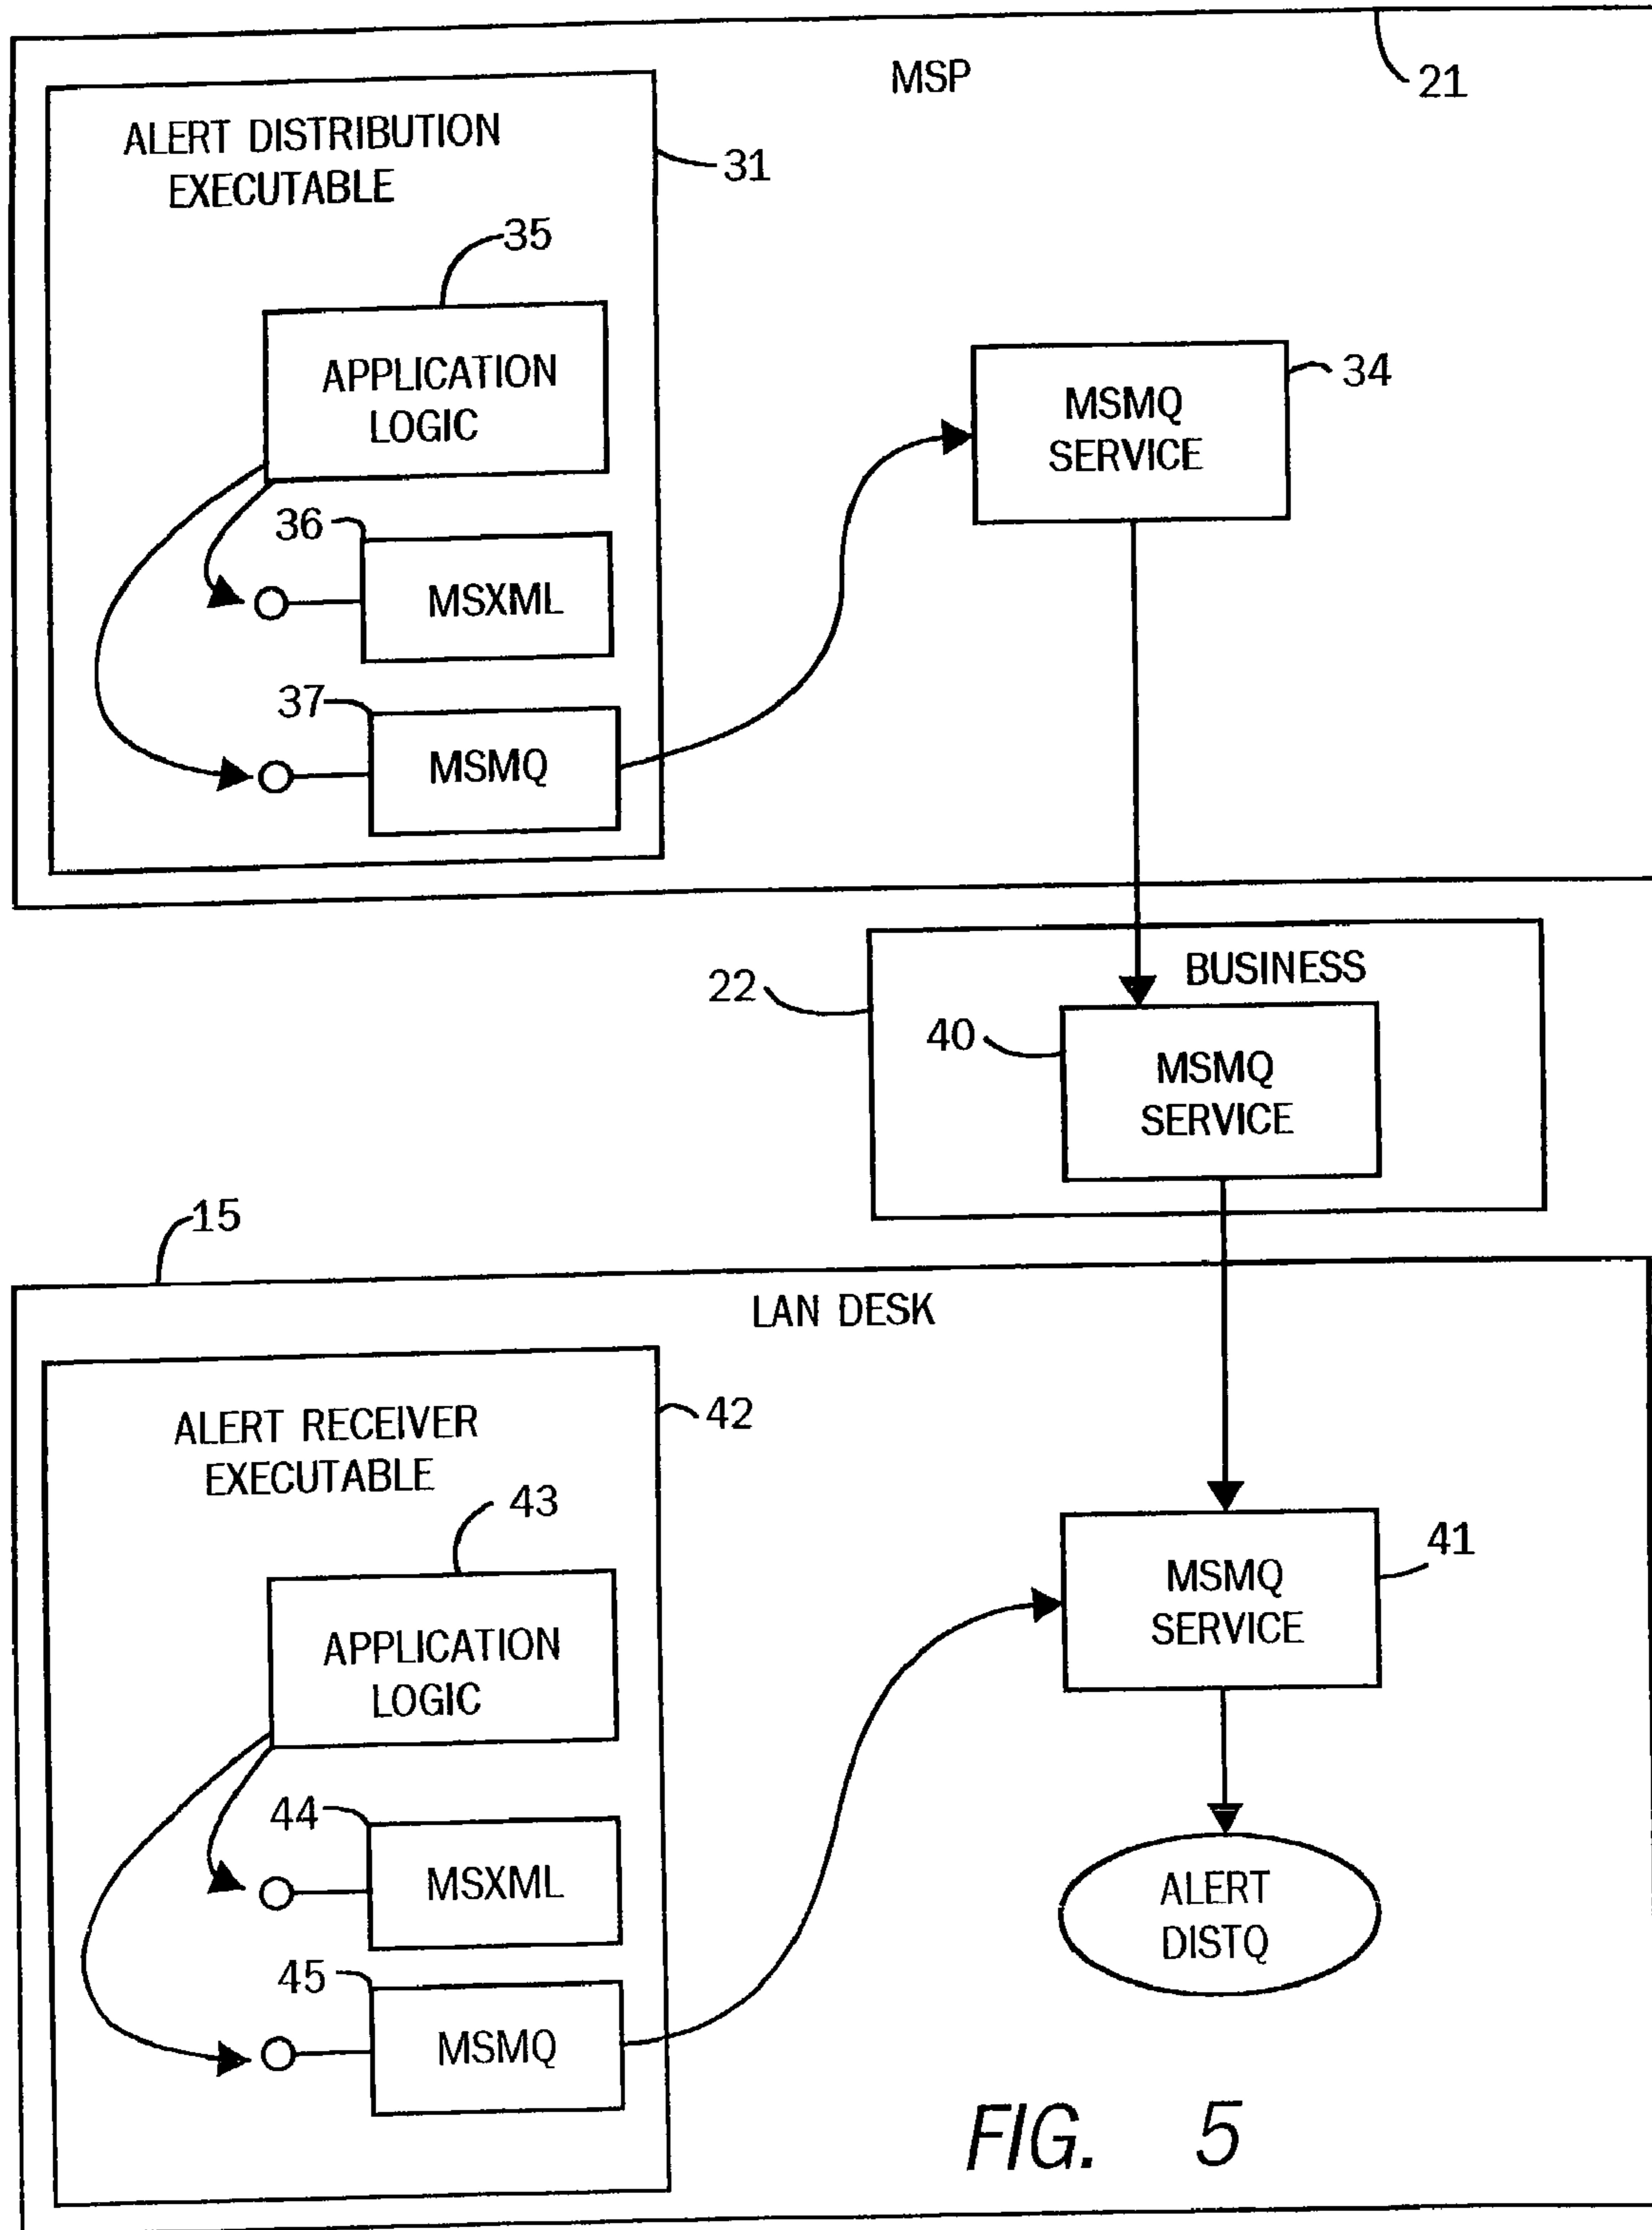 MSP
21
ALERT DISTRIBUTION
EXECUTABLE
31
35
APPLICATION
LOGIC
34
MSMQ
SERVICE
36
MSXML
37
MSMQ
22
BUSINESS
40
MSMQ
SERVICE
15
LAN DESK
ALERT RECEIVER
EXECUTABLE
42
43
APPLICATION
LOGIC
41
MSMQ
SERVICE
44
MSXML
45
MSMQ
ALERT
DISTQ
FIG. 5